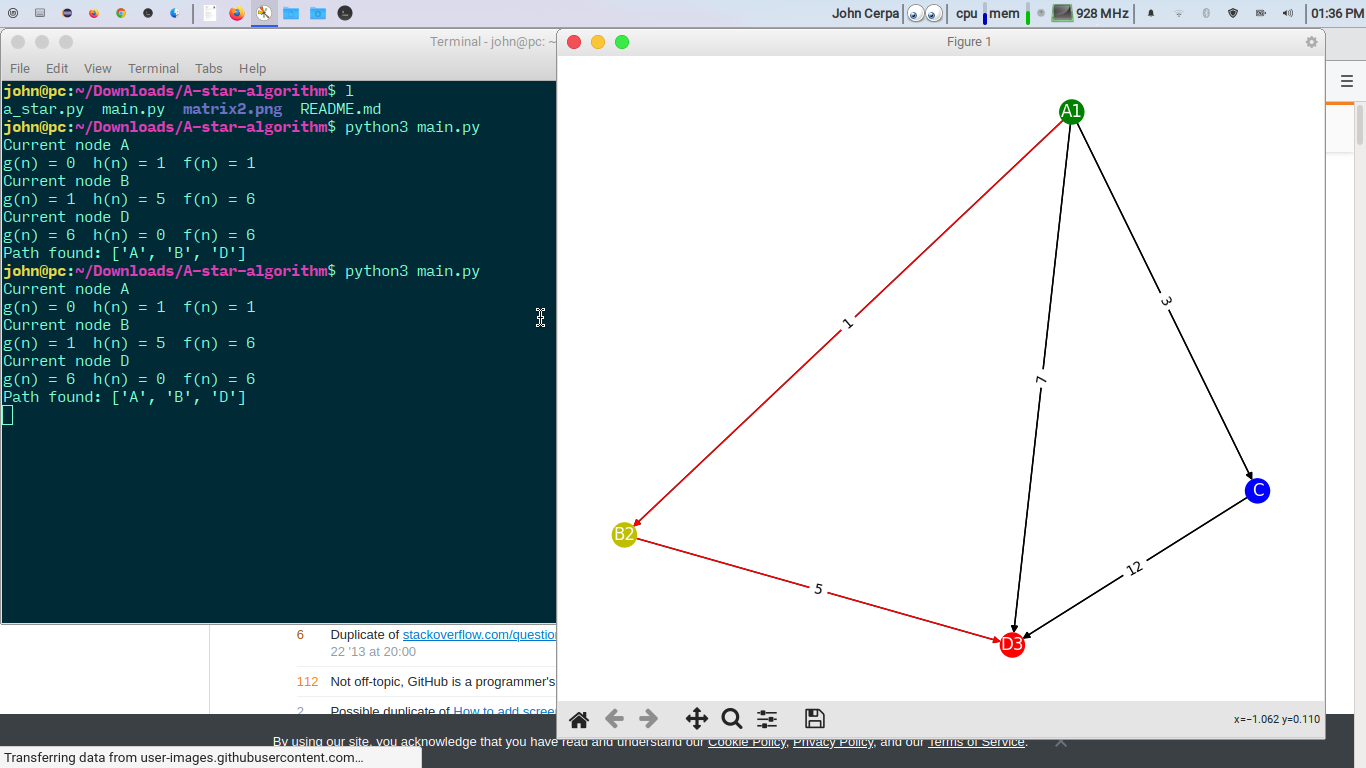 John Cerpa
cpu
mem
928 MHz
01:36 PM
Terminal - john@pc: ~
File Edit View Terminal Tabs Help
john@pc:~/Downloads/A-star-algorithm$ l
a_star.py main.py matrix2.png README.md
john@pc:~/Downloads/A-star-algorithm$ python3 main.py
Current node A
g(n) = 0 h(n) = 1 f(n) = 1
Current node B
g(n) = 1 h(n) = 5 f(n) = 6
Current node D
g(n) = 6 h(n) = 0 f(n) = 6
Path found: ['A', 'B', 'D']
john@pc:~/Downloads/A-star-algorithm$ python3 main.py
Current node A
g(n) = 0 h(n) = 1 f(n) = 1
Current node B
g(n) = 1 h(n) = 5 f(n) = 6
Current node D
g(n) = 6 h(n) = 0 f(n) = 6
Path found: ['A', 'B', 'D']
Figure 1
A1
3
1
7
C
B2
12
5
D3
x=−1.062 y=0.110
6 Duplicate of stackoverflow.com/question
22 '13 at 20:00
112 Not off-topic, GitHub is a programmer's
2 Possible duplicate of How to add scree
By using our site, you acknowledge that you have read and understand our Cookie Policy, Privacy Policy, and our Terms of Service.
Transferring data from user-images.githubusercontent.com…